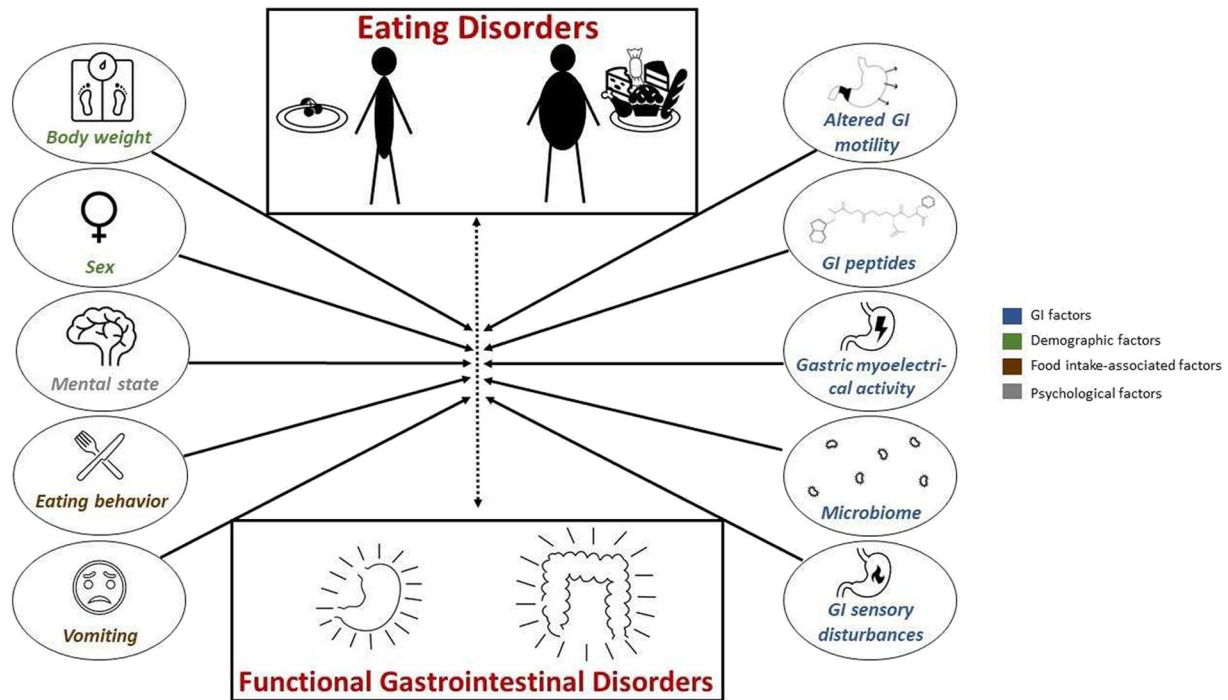 Eating Disorders
Body weight
Sex
Mental state
Eating behavior
Vomiting
Altered GI
motility
GI peptides
Gastric myoelectri-
cal activity
Microbiome
GI sensory
disturbances
Functional Gastrointestinal Disorders
GI factors
Demographic factors
Food intake-associated factors
Psychological factors